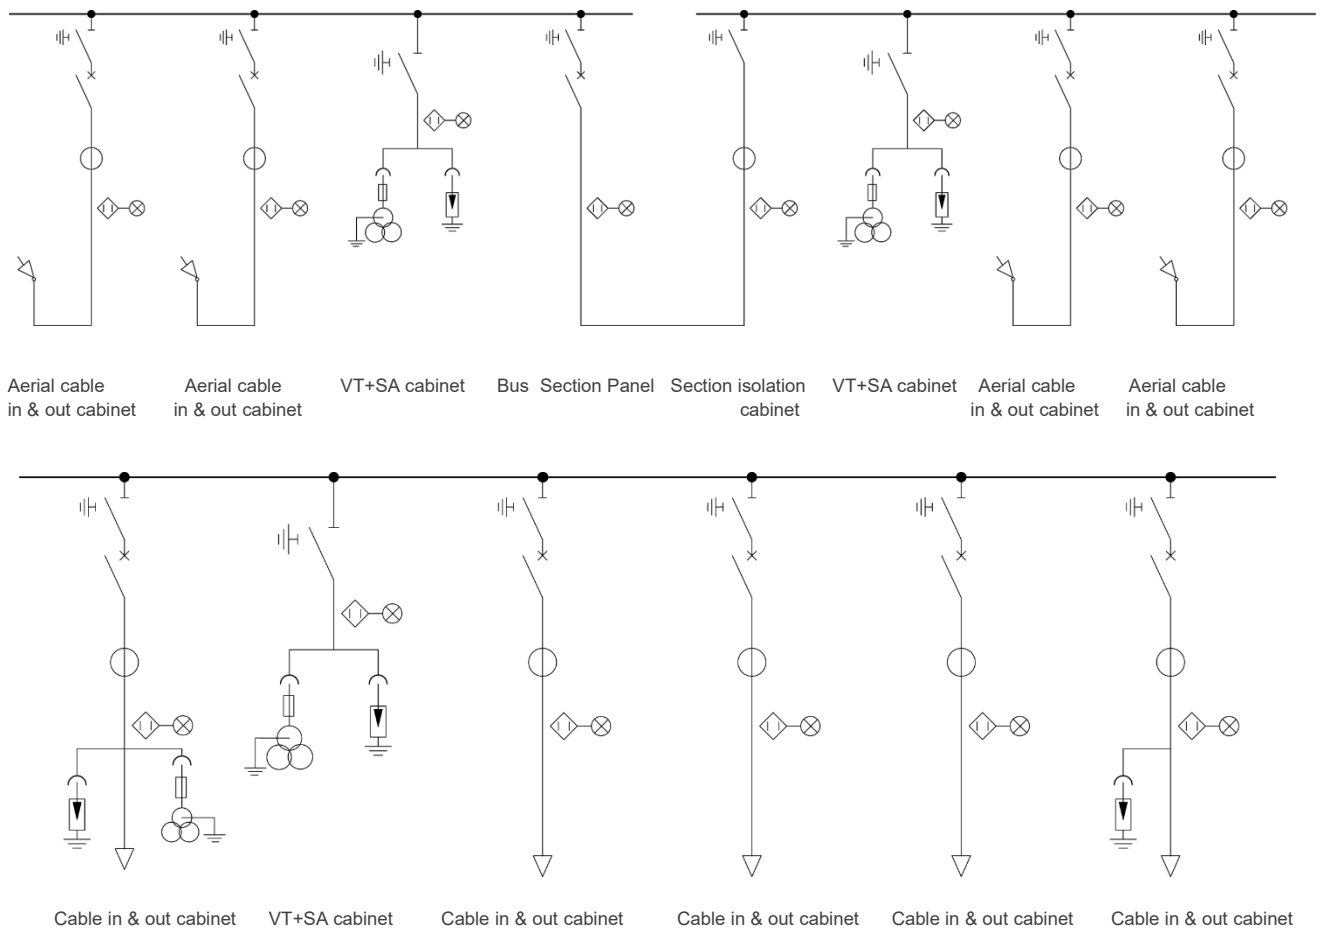 Aerial cable
in & out cabinet
Aerial cable
in & out cabinet
VT+SA cabinet
Bus Section Panel
Section isolation
cabinet
VT+SA cabinet
Aerial cable
in & out cabinet
Aerial cable
in & out cabinet
Cable in & out cabinet
VT+SA cabinet
Cable in & out cabinet
Cable in & out cabinet
Cable in & out cabinet
Cable in & out cabinet